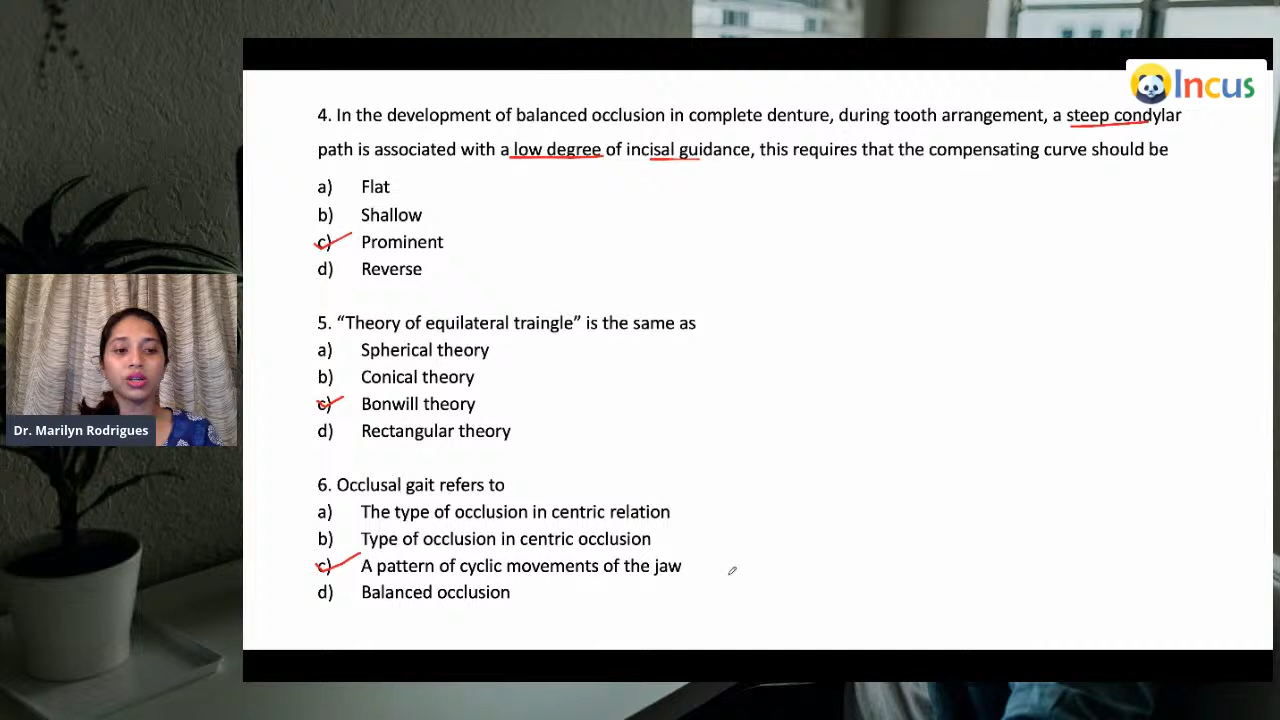 Incus
4. In the development of balanced occlusion in complete denture, during tooth arrangement, a steep condylar
path is associated with a low degree of incisal guidance, this requires that the compensating curve should be
a) Flat
b) Shallow
c) Prominent
d) Reverse
5. “Theory of equilateral traingle” is the same as
a) Spherical theory
b) Conical theory
c) Bonwill theory
d) Rectangular theory
6. Occlusal gait refers to
a) The type of occlusion in centric relation
b) Type of occlusion in centric occlusion
c) A pattern of cyclic movements of the jaw
d) Balanced occlusion
Dr. Marilyn Rodrigues